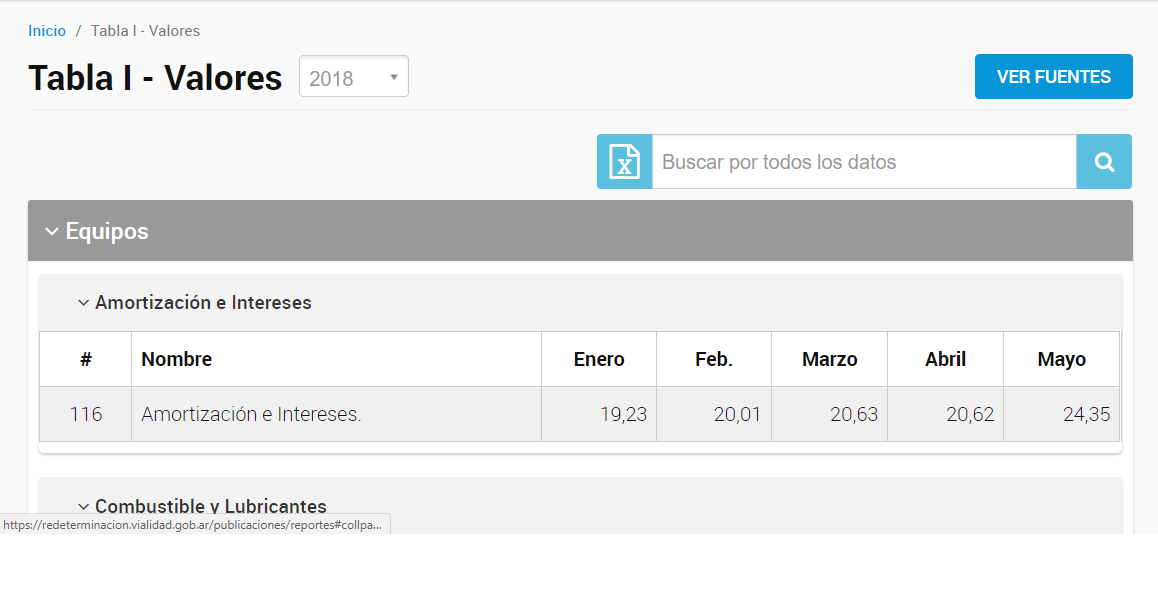 Inicio / Tabla I - Valores
Tabla I - Valores 2018 VER FUENTES
X Buscar por todos los datos
Equipos
Amortización e Intereses
# Nombre Enero Feb. Marzo Abril Mayo
116 Amortización e Intereses. 19,23 20,01 20,63 20,62 24,35
Combustible y Lubricantes
https://redeterminacion.vialidad.gob.ar/publicaciones/reportes#collpa...